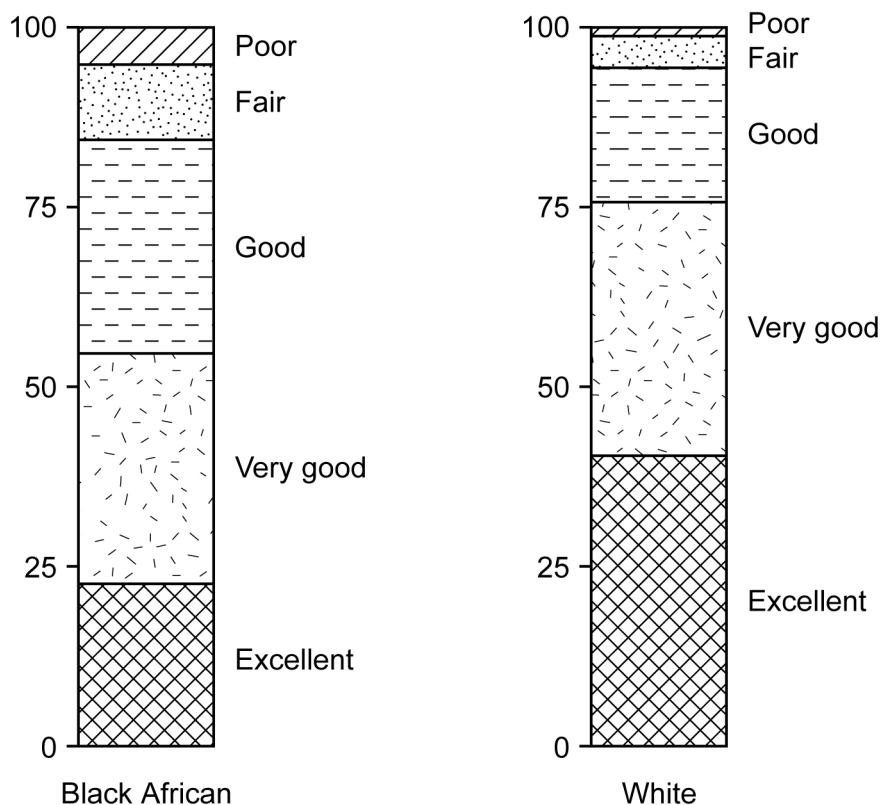 100
75
50
25
0
Poor
Fair
Good
Very good
Excellent
Black African
100
75
50
25
0
Poor
Fair
Good
Very good
Excellent
White